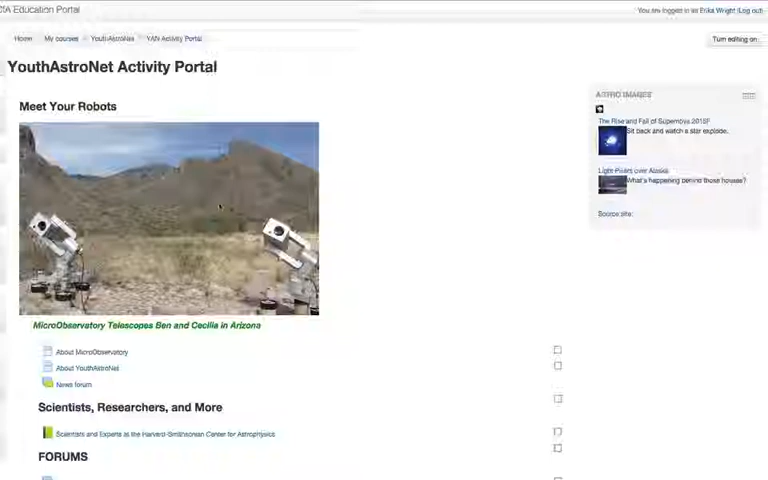 CfA Education Portal
You are logged in as Erika Wright (Log out)
Home My courses YouthAstroNet YAN Activity Portal
Turn editing on
YouthAstroNet Activity Portal
Meet Your Robots
ASTRO IMAGES
The Rise and Fall of Supernova 2015F
Sit back and watch a star explode.
Light Pillars over Alaska
What's happening behind those houses?
Source site:
MicroObservatory Telescopes Ben and Cecilia in Arizona
About MicroObservatory
About YouthAstroNet
News forum
Scientists, Researchers, and More
Scientists and Experts at the Harvard-Smithsonian Center for Astrophysics
FORUMS